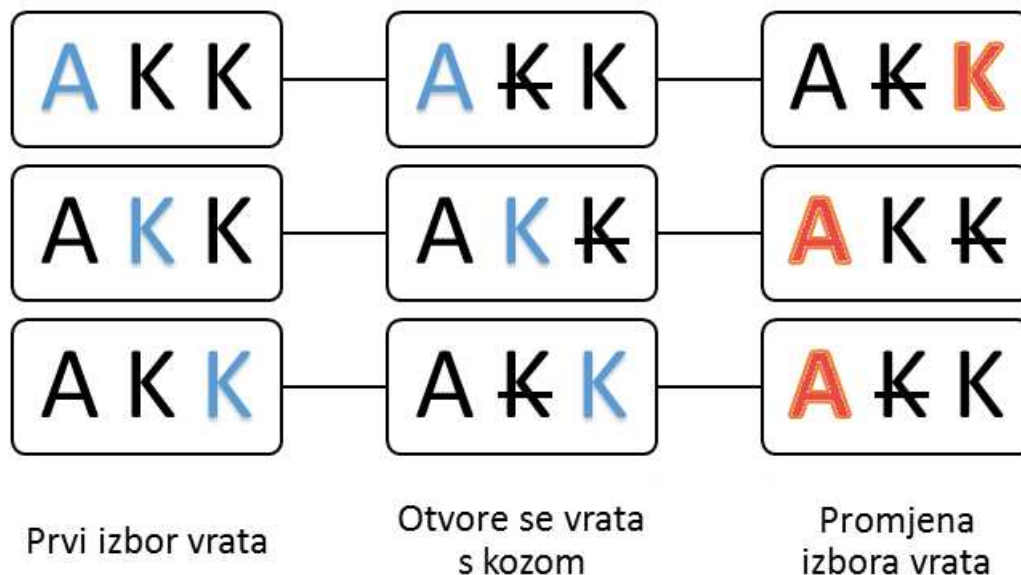 A K K
A K K
A K K
A K K
A K K
A K K
A K K
A K K
A K K
Prvi izbor vrata
Otvore se vrata
s kozom
Promjena
izbora vrata